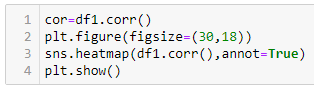 1 cor=df1.corr()
2 plt.figure(figsize=(30,18))
3 sns.heatmap(df1.corr(),annot=True)
4 plt.show()